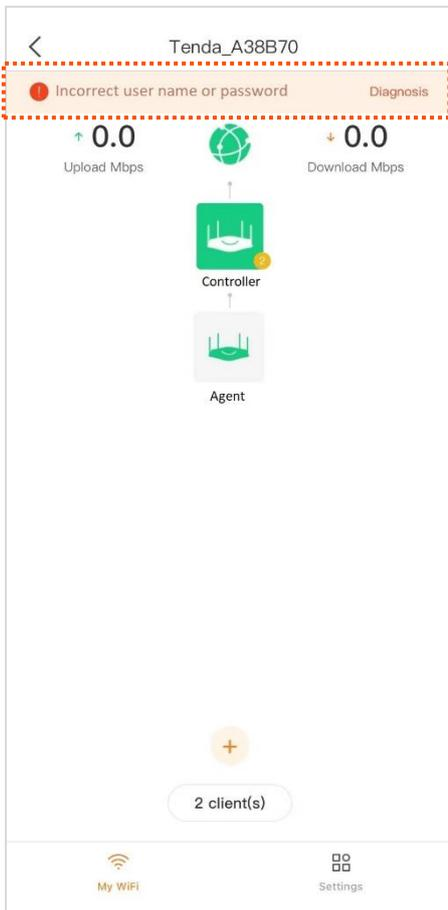 Tenda_A38B70
! Incorrect user name or password Diagnosis
0.0 0.0
Upload Mbps Download Mbps
2
Controller
Agent
2 client(s)
My WiFi Settings